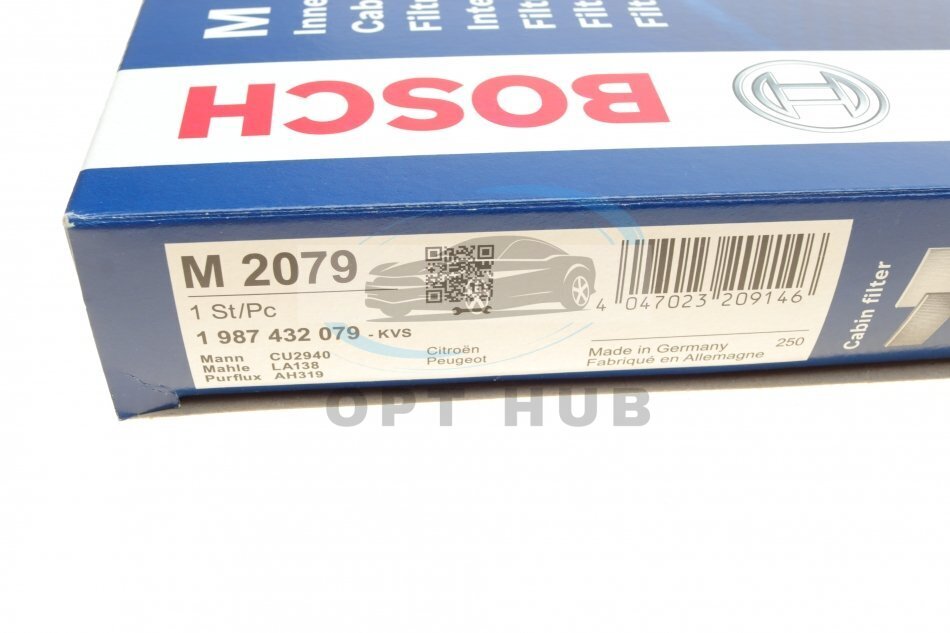 M
BOSCH
M 2079
1 St/Pc
1 987 432 079 - KVS
Mann CU2940
Mahle LA138
Purflux AH319
Citroën
Peugeot
4 047023 209146
Made in Germany 250
Fabriqué en Allemagne
Cabin filter
OPT HUB